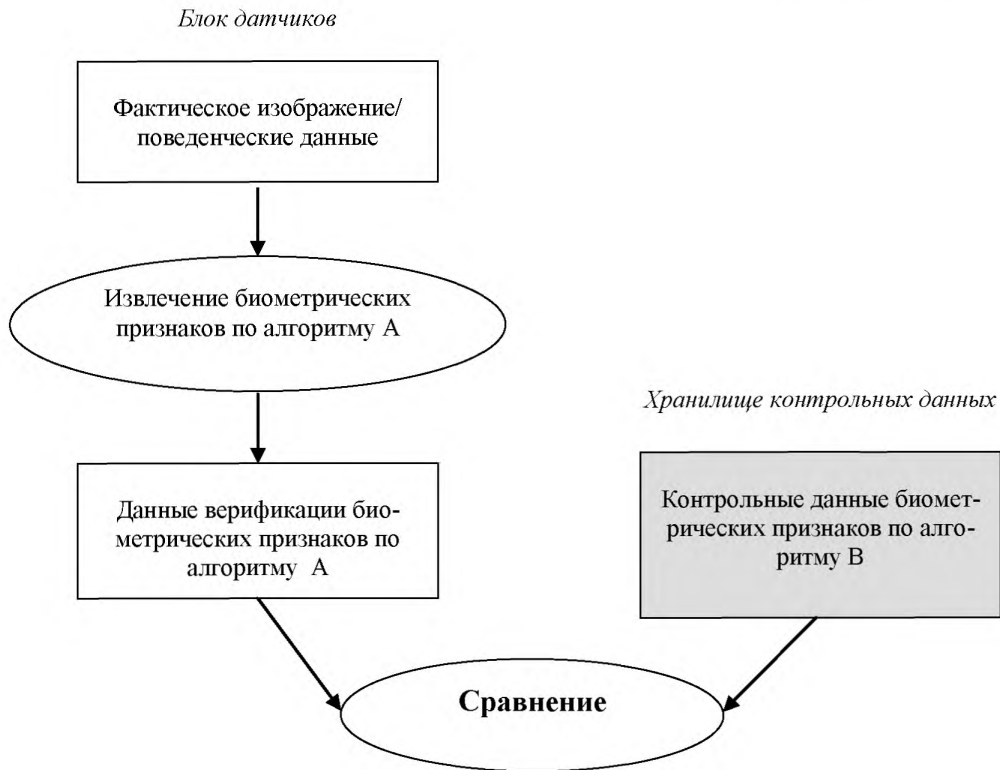 Блок датчиков
Фактическое изображение/
поведенческие данные
Извлечение биометрических
признаков по алгоритму А
Хранилище контрольных данных
Данные верификации био-
метрических признаков по
алгоритму А
Контрольные данные биомет-
рических признаков по алго-
ритму В
Сравнение